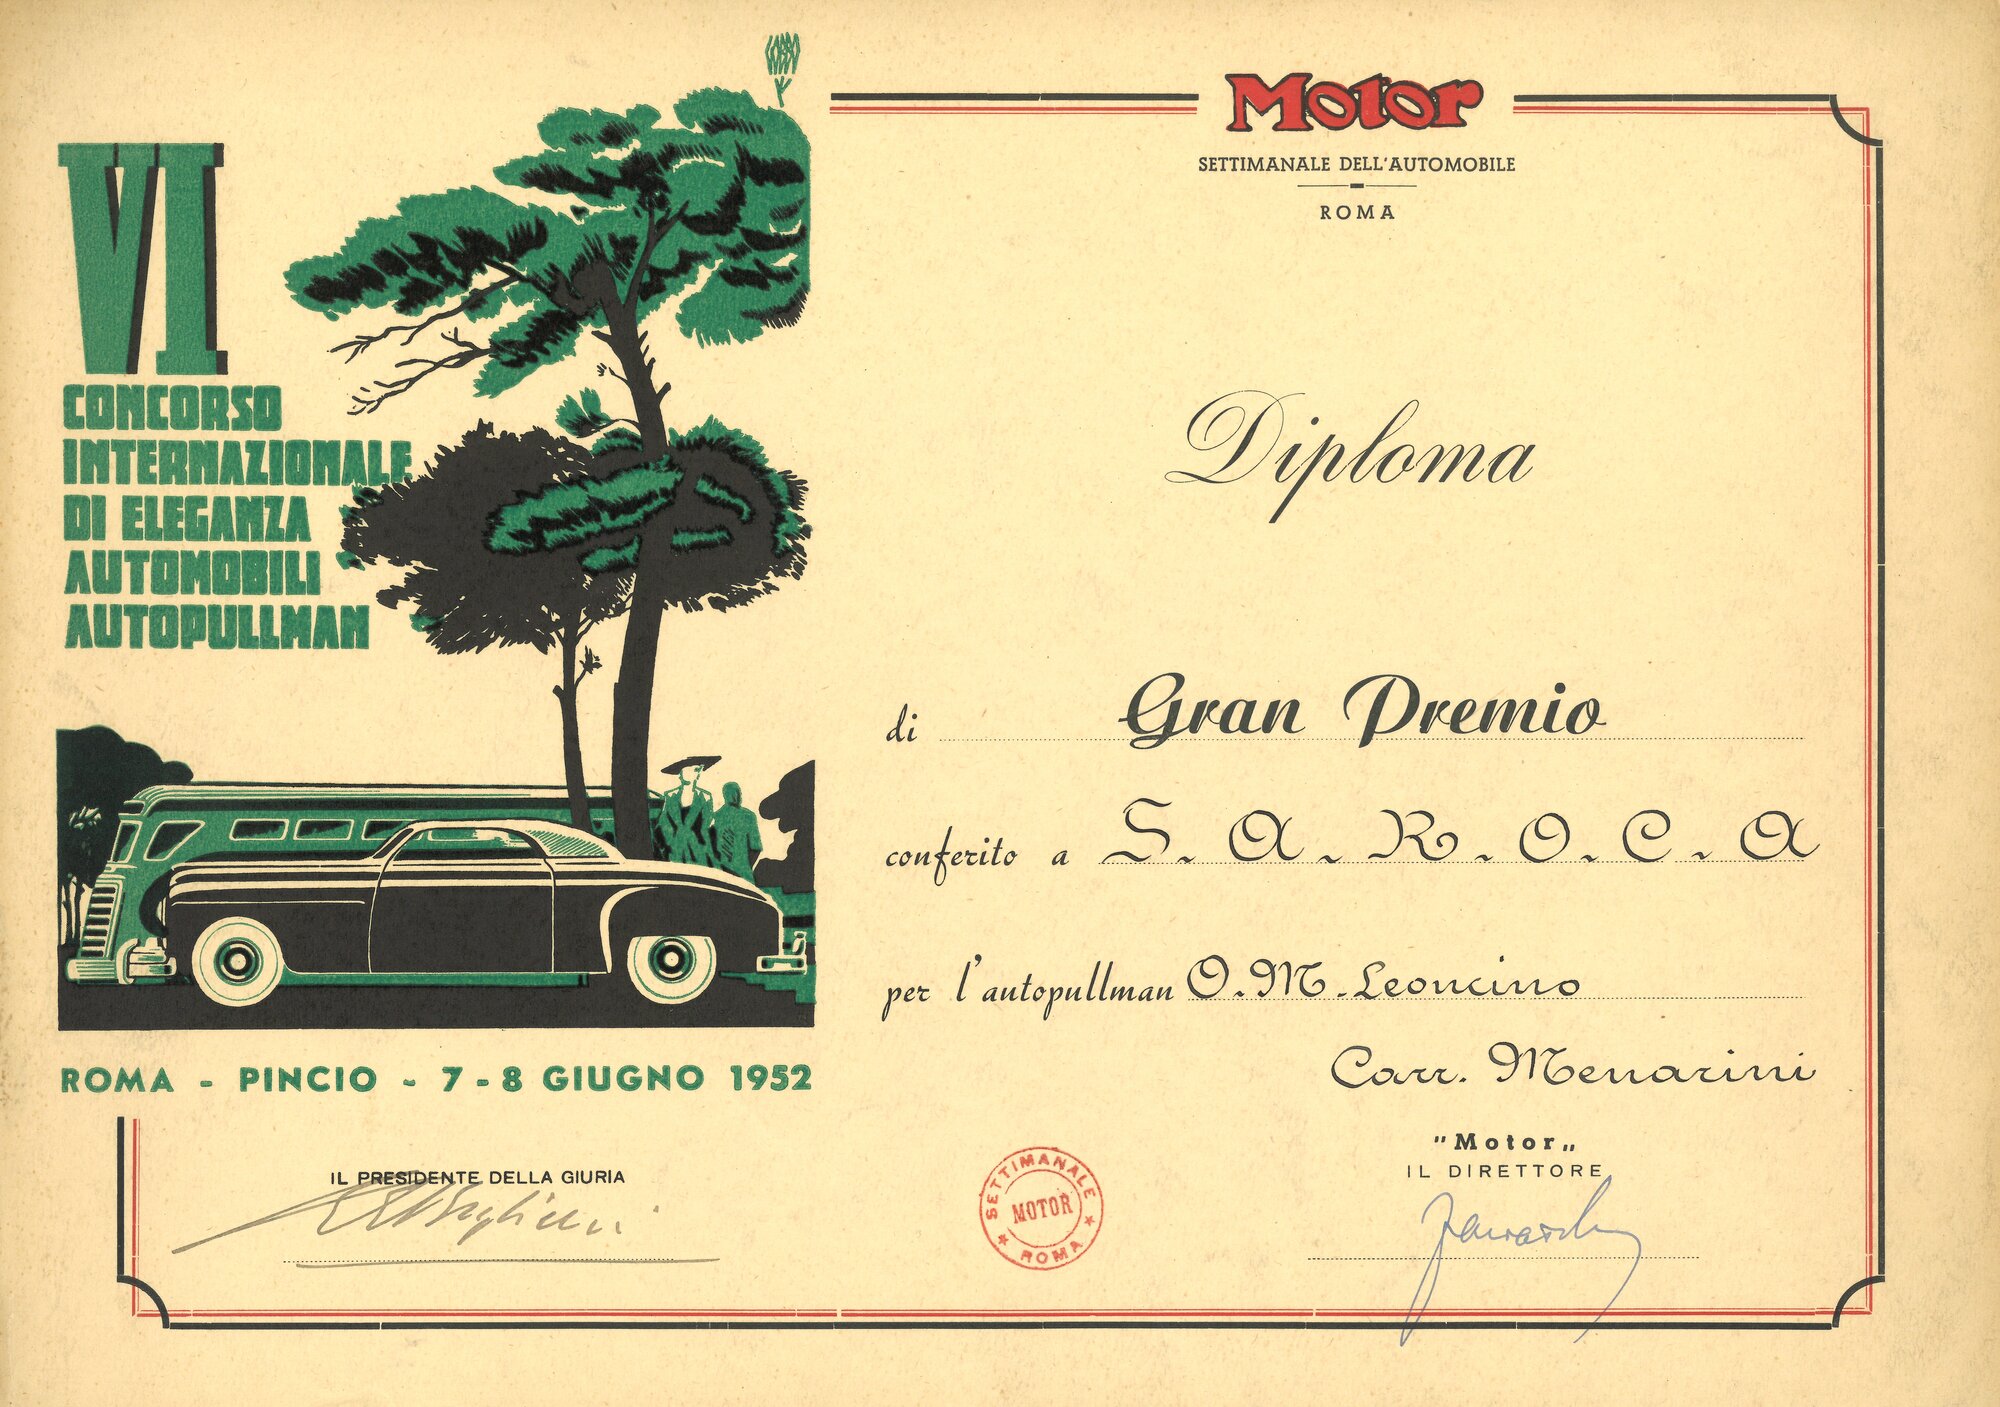 VI
CONCORSO
INTERNAZIONALE
DI ELEGANZA
AUTOMOBILI
AUTOPULLMAN
ROMA - PINCIO - 7-8 GIUGNO 1952
Motor
SETTIMANALE DELL'AUTOMOBILE
ROMA
Diploma
di Gran Premio
conferito a S.A.R.O.C.A
per l'autopullman O.M. Leoncino
Carr. Menarini
IL PRESIDENTE DELLA GIURIA
SETTIMANALE
MOTOR
ROMA
"Motor„
IL DIRETTORE